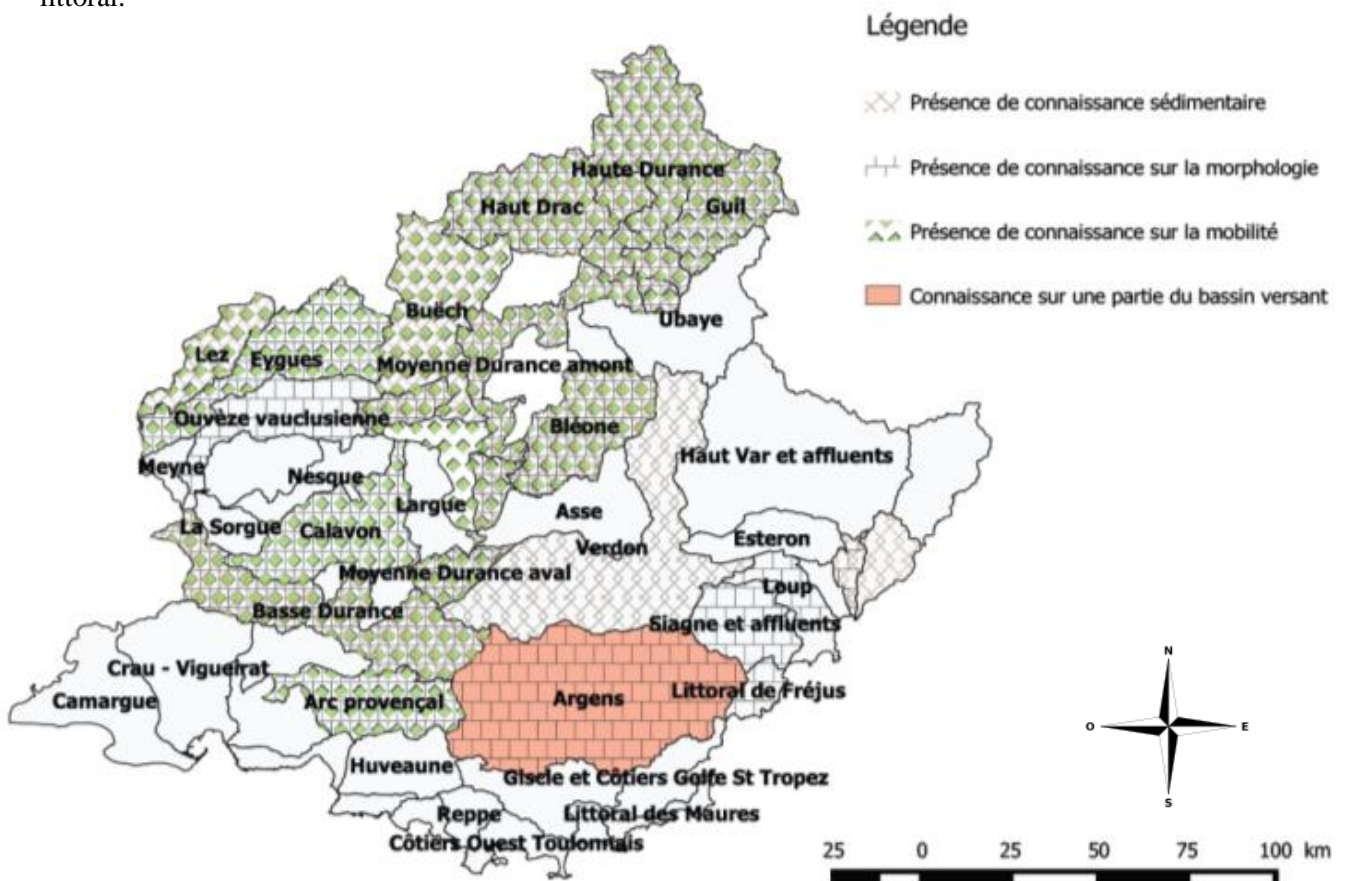 littoral.
Légende
Présence de connaissance sédimentaire
Présence de connaissance sur la morphologie
Présence de connaissance sur la mobilité
Connaissance sur une partie du bassin versant
Haute Durance
Haut Drac
Guil
Buëch
Ubaye
Lez
Eygues
Moyenne Durance amont
Ouvèze vauclusienne
Bléone
Meyne
Nesque
Haut Var et affluents
Largue
Asse
La Sorgue
Calavon
Esteron
Verdon
Moyenne Durance aval
Loup
Basse Durance
Siagne et affluents
Crau - Vigueirat
Camargue
Arc provençal
Argens
Littoral de Fréjus
Huveaune
Gisele et Côtiers Golfe St Tropez
Reppe
Littoral des Maures
Côtiers Ouest Toulonnais
N
O
E
S
25 0 25 50 75 100 km